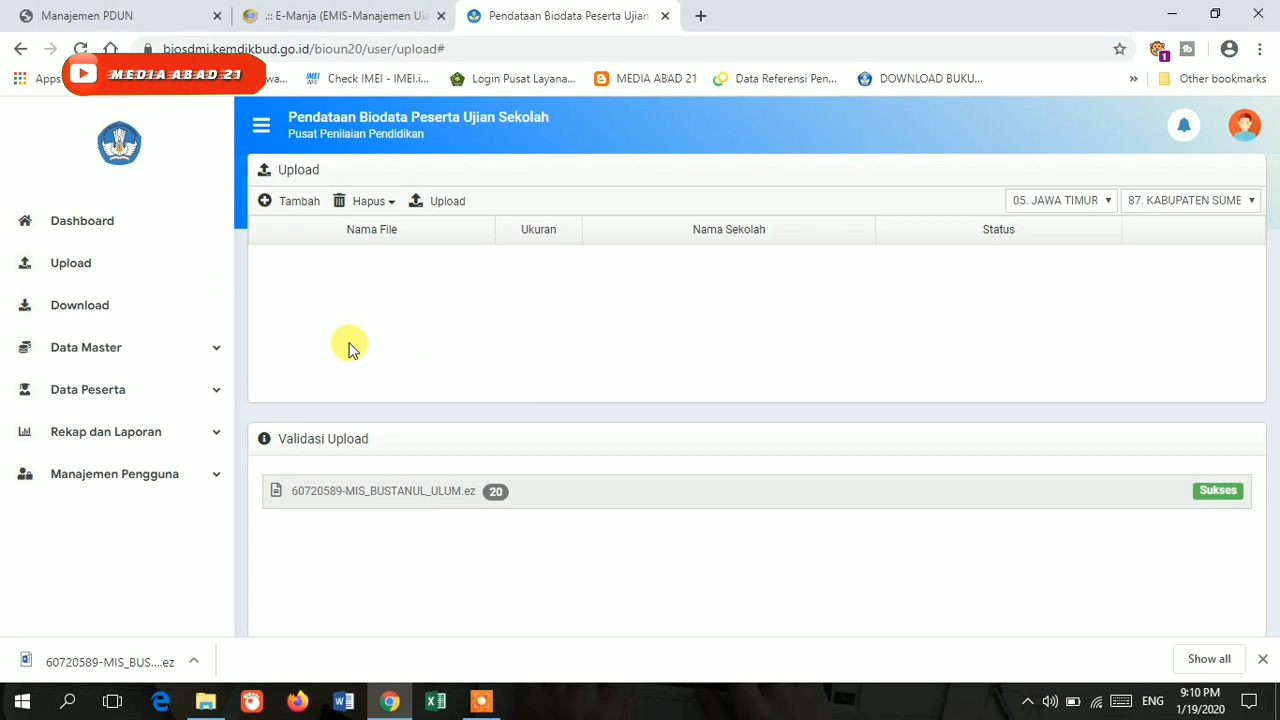 Manajemen PDUN
.:: E-Manja (EMIS-Manajemen Uji
Pendataan Biodata Peserta Ujian
biosdmi.kemdikbud.go.id/bioun20/user/upload#
1
Apps
MEDIA ABAD 21
wa...
Check IMEI - IMEI.i...
Login Pusat Layana...
MEDIA ABAD 21
Data Referensi Pen...
DOWNLOAD BUKU...
»
Other bookmarks
Pendataan Biodata Peserta Ujian Sekolah
Pusat Penilaian Pendidikan
Dashboard
Upload
Download
Data Master
Data Peserta
Rekap dan Laporan
Manajemen Pengguna
Upload
Tambah Hapus Upload
05. JAWA TIMUR
87. KABUPATEN SUME
Nama File Ukuran Nama Sekolah Status
Validasi Upload
60720589-MIS_BUSTANUL_ULUM.ez 20 Sukses
60720589-MIS_BUS....ez
Show all
ENG
9:10 PM
1/19/2020